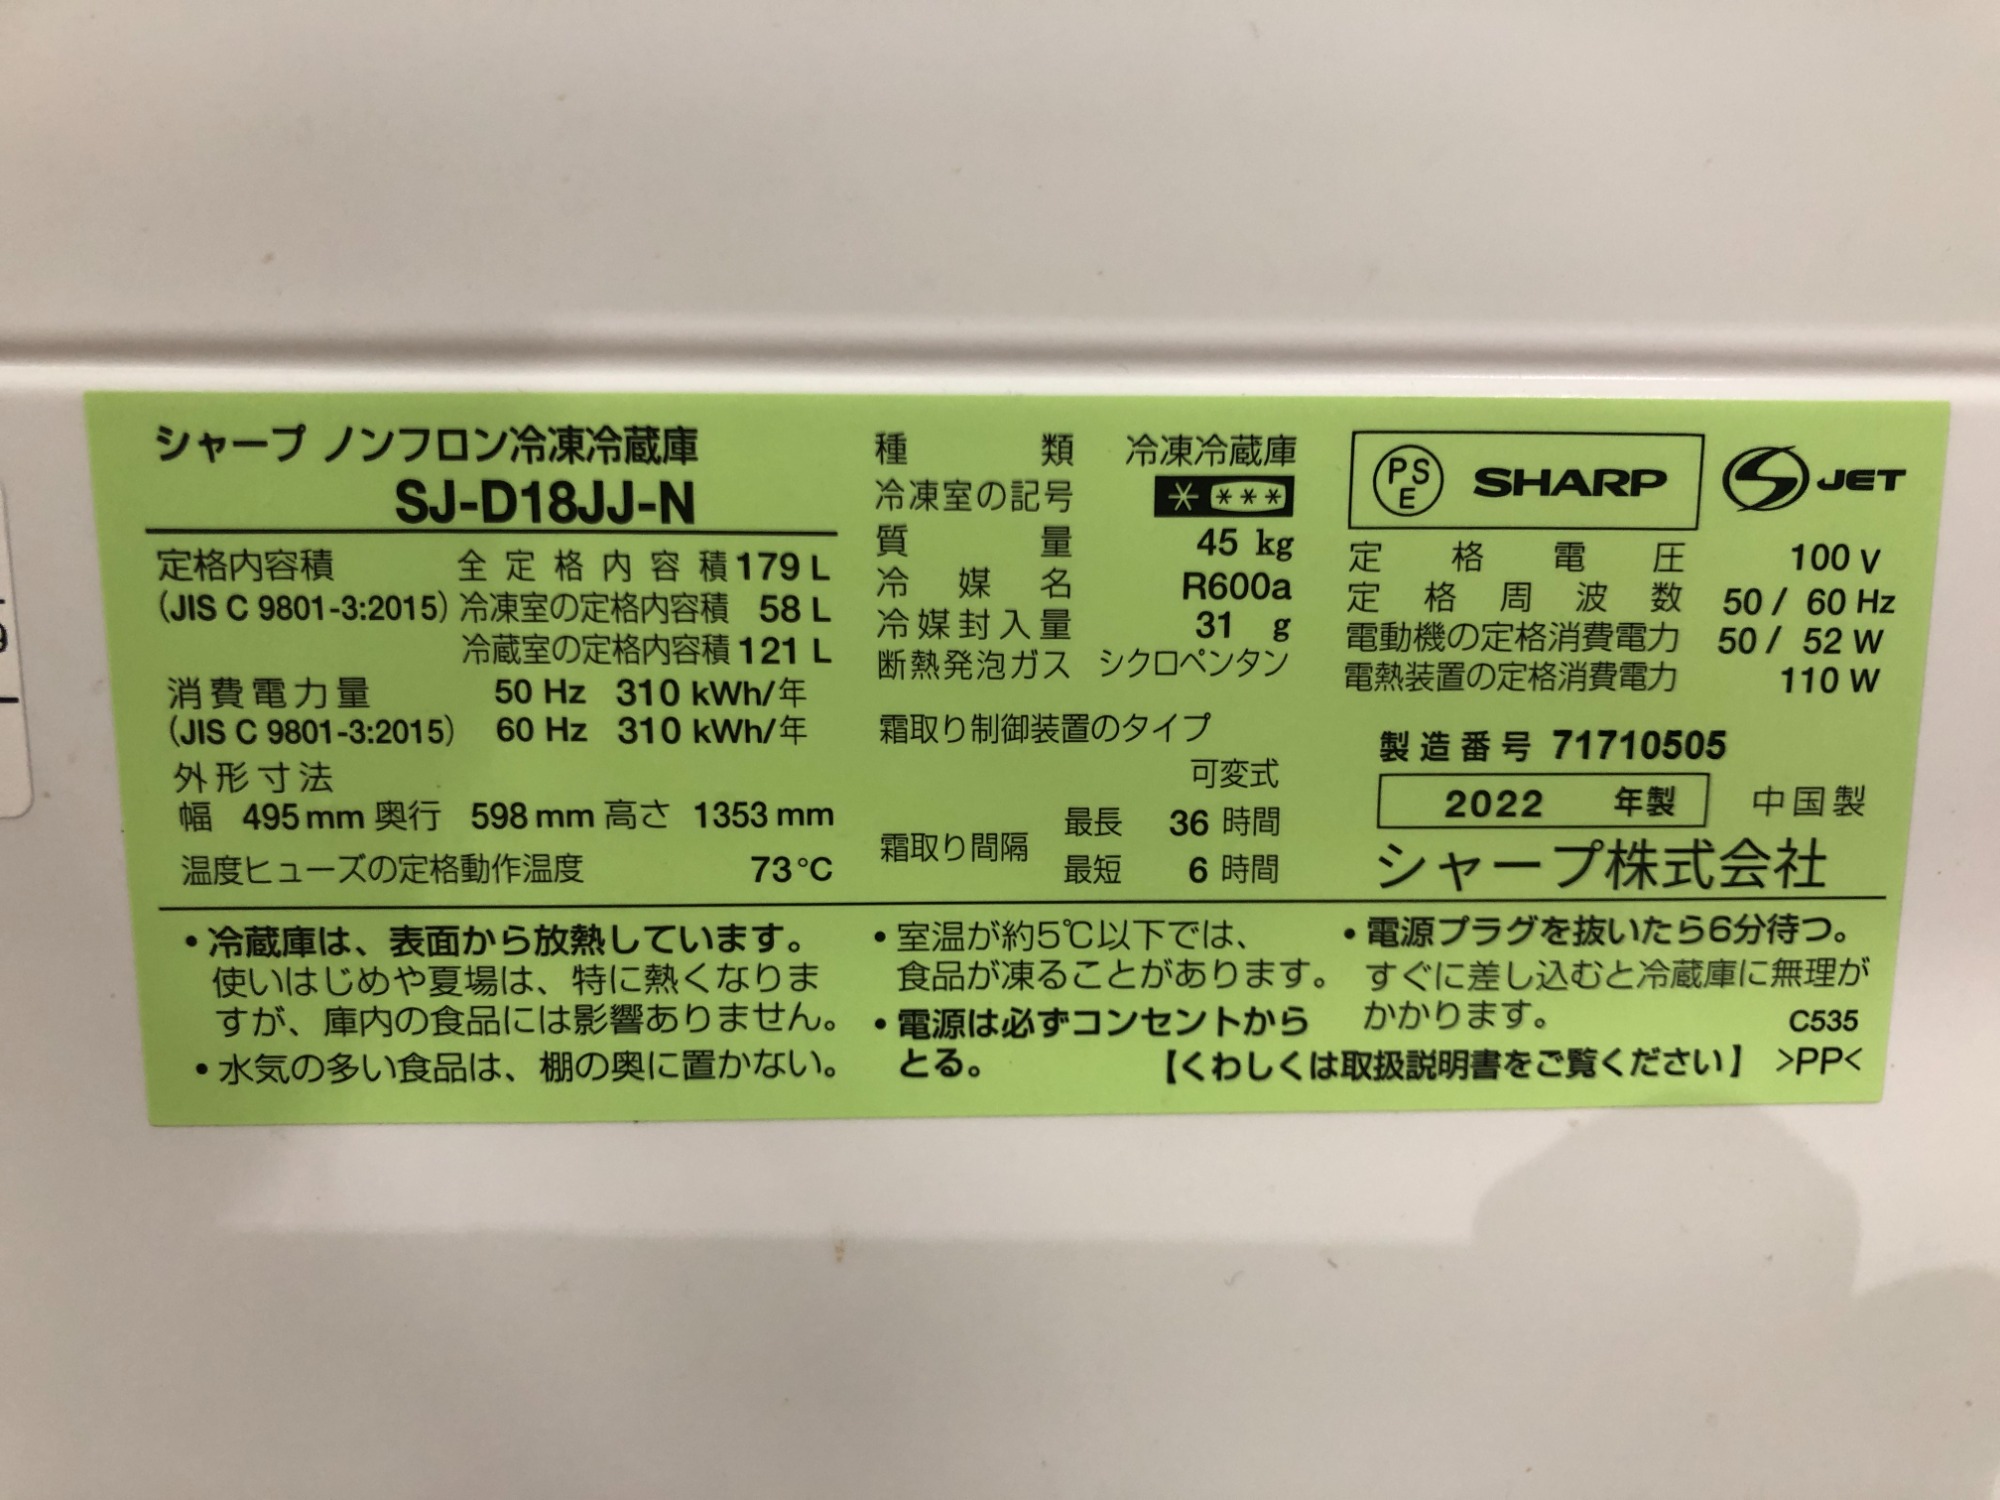 シャープ ノンフロン冷凍冷蔵庫
SJ-D18JJ-N
定格内容積 全定格内容積 179 L
(JIS C 9801-3:2015) 冷凍室の定格内容積 58 L
冷蔵室の定格内容積 121 L
消費電力量 50 Hz 310 kWh/年
(JIS C 9801-3:2015) 60 Hz 310 kWh/年
外形寸法
幅 495 mm 奥行 598 mm 高さ 1353 mm
温度ヒューズの定格動作温度 73℃
種類 冷凍冷蔵庫
冷凍室の記号 * ***
質量 45 kg
冷媒名 R600a
冷媒封入量 31 g
断熱発泡ガス シクロペンタン
霜取り制御装置のタイプ
可変式
霜取り間隔 最長 36 時間
最短 6 時間
PSE SHARP S JET
定格電圧 100 V
定格周波数 50 / 60 Hz
電動機の定格消費電力 50 / 52 W
電熱装置の定格消費電力 110 W
製造番号 71710505
2022 年製 中国製
シャープ株式会社
・冷蔵庫は、表面から放熱しています。
使いはじめや夏場は、特に熱くなりま
すが、庫内の食品には影響ありません。
・水気の多い食品は、棚の奥に置かない。
・室温が約5℃以下では、
食品が凍ることがあります。
・電源は必ずコンセントから
とる。
・電源プラグを抜いたら6分待つ。
すぐに差し込むと冷蔵庫に無理が
かかります。 C535
【くわしくは取扱説明書をご覧ください】 >PP<